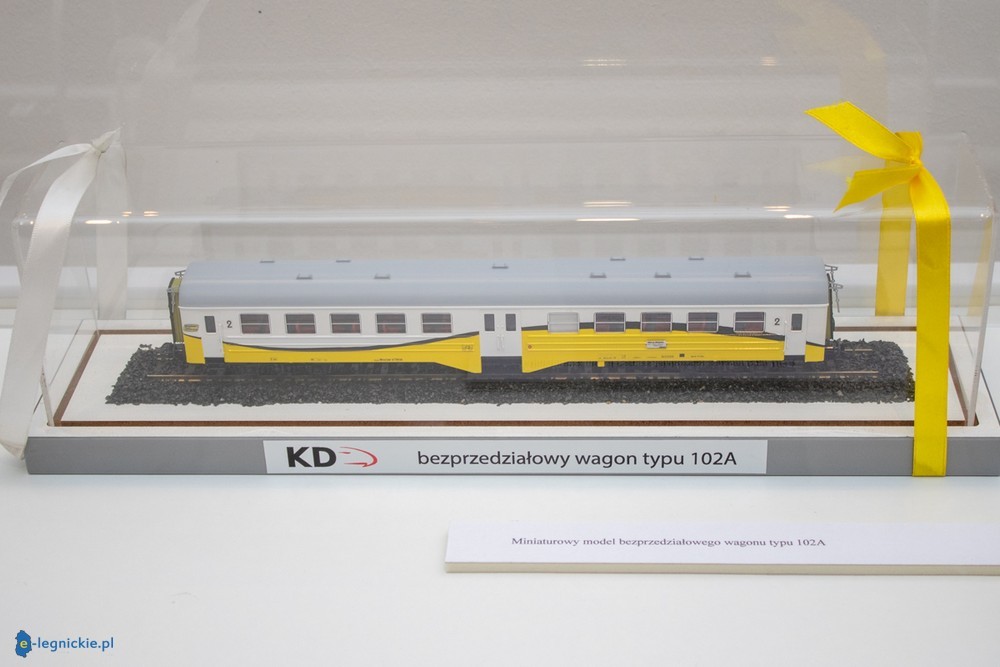 2
2
KD bezprzedziałowy wagon typu 102A
Miniaturowy model bezprzedziałowego wagonu typu 102A
e-legnickie.pl